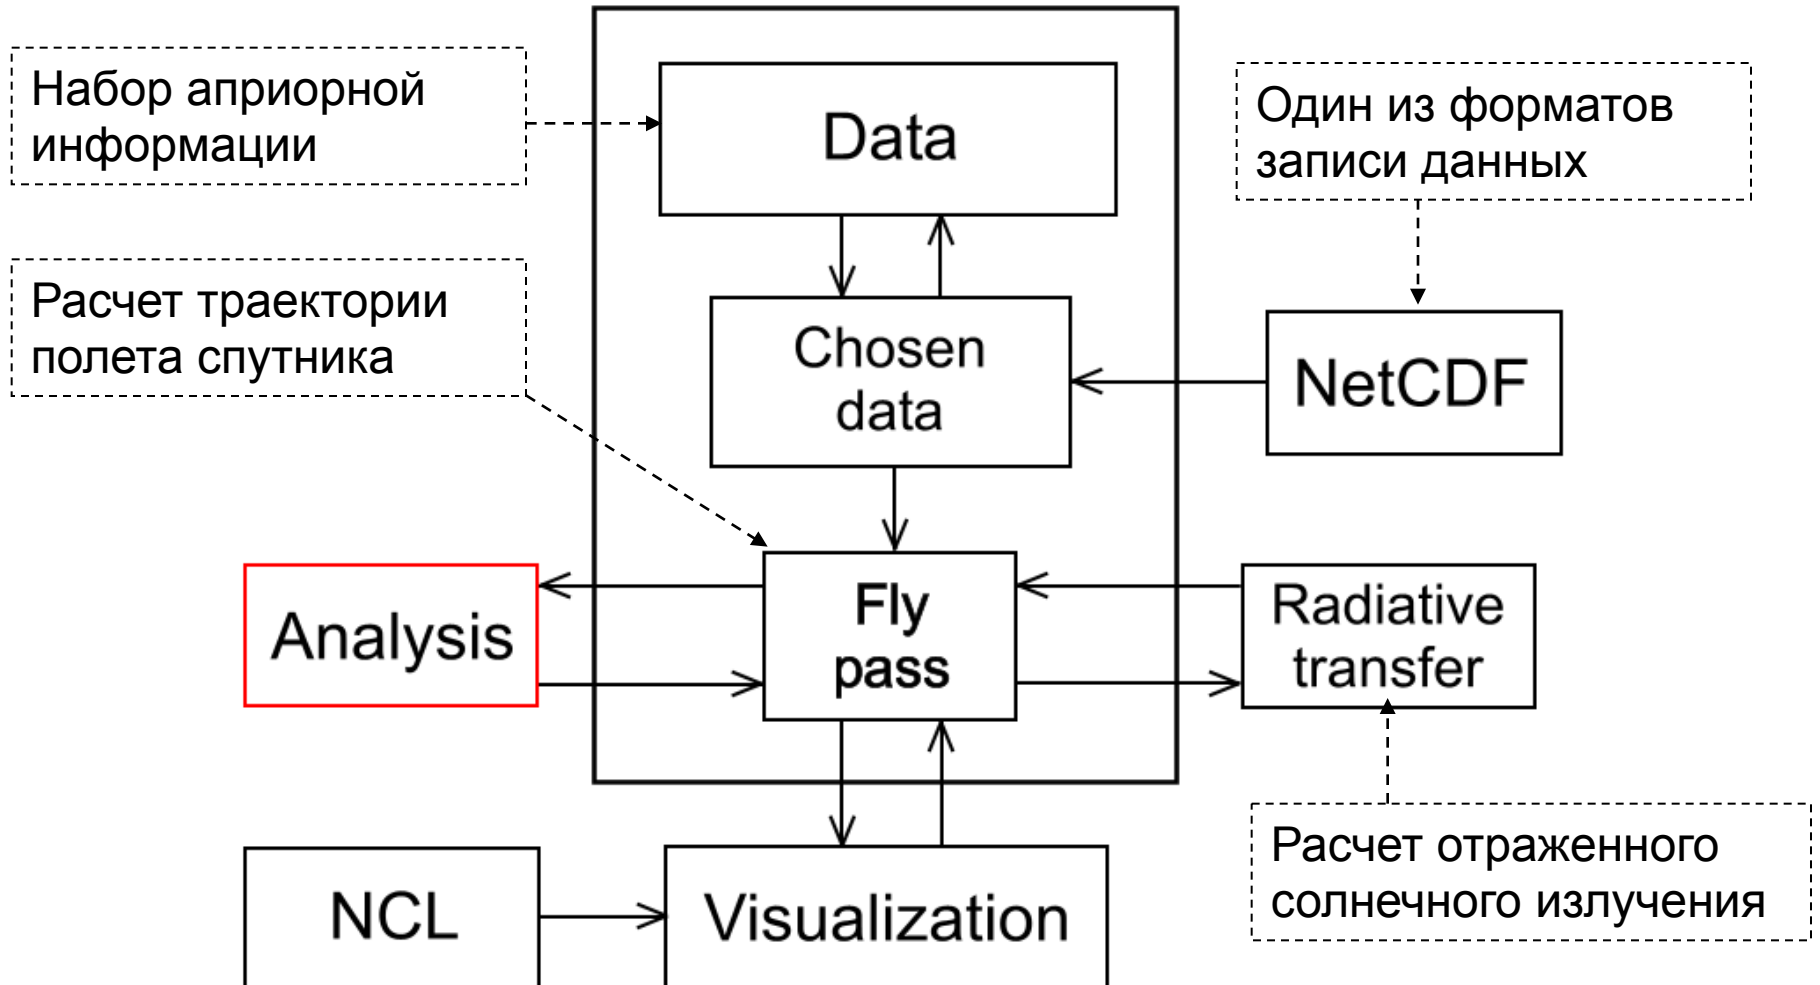 Набор априорной
информации
Data
Один из форматов
записи данных
Расчет траектории
полета спутника
Chosen
data
NetCDF
Analysis
Fly
pass
Radiative
transfer
NCL
Visualization
Расчет отраженного
солнечного излучения